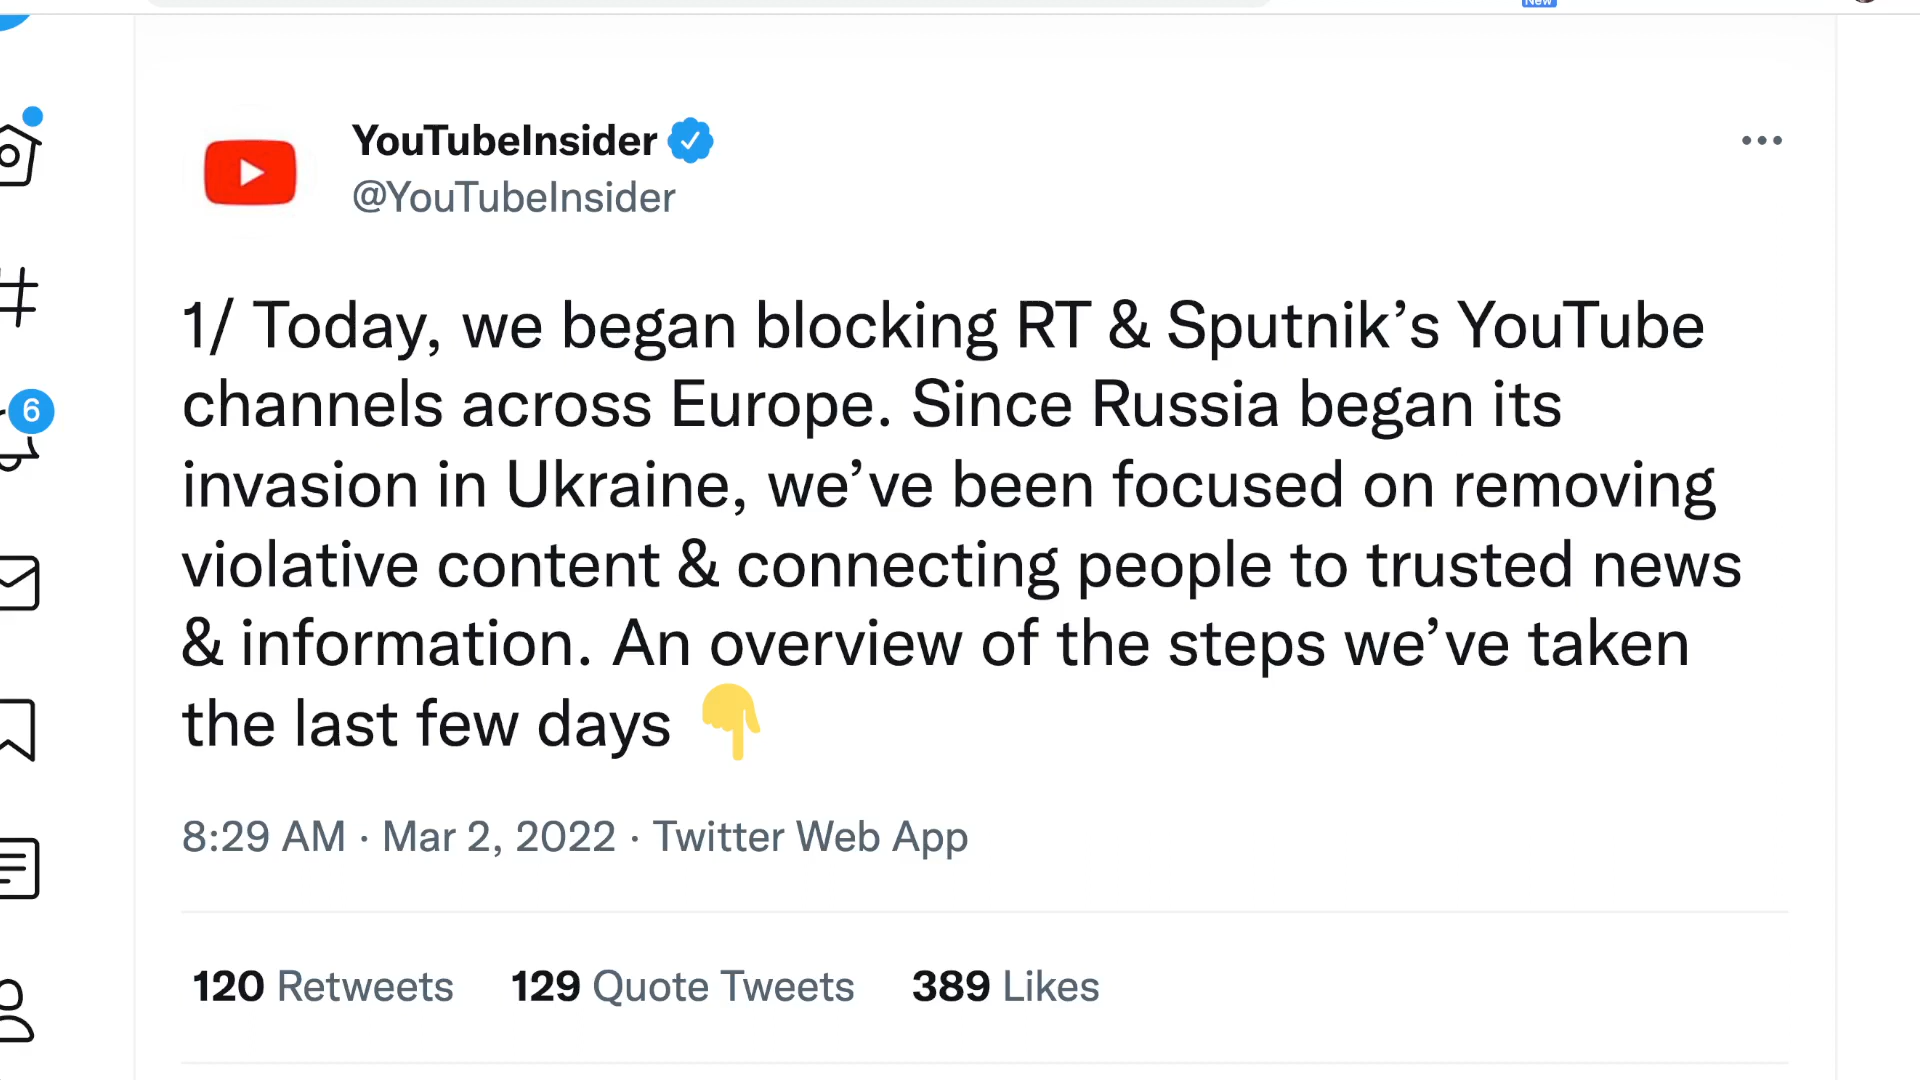 New
YouTubeInsider
@YouTubeInsider
6
1/ Today, we began blocking RT & Sputnik’s YouTube
channels across Europe. Since Russia began its
invasion in Ukraine, we’ve been focused on removing
violative content & connecting people to trusted news
& information. An overview of the steps we’ve taken
the last few days 👇
8:29 AM · Mar 2, 2022 · Twitter Web App
120 Retweets 129 Quote Tweets 389 Likes